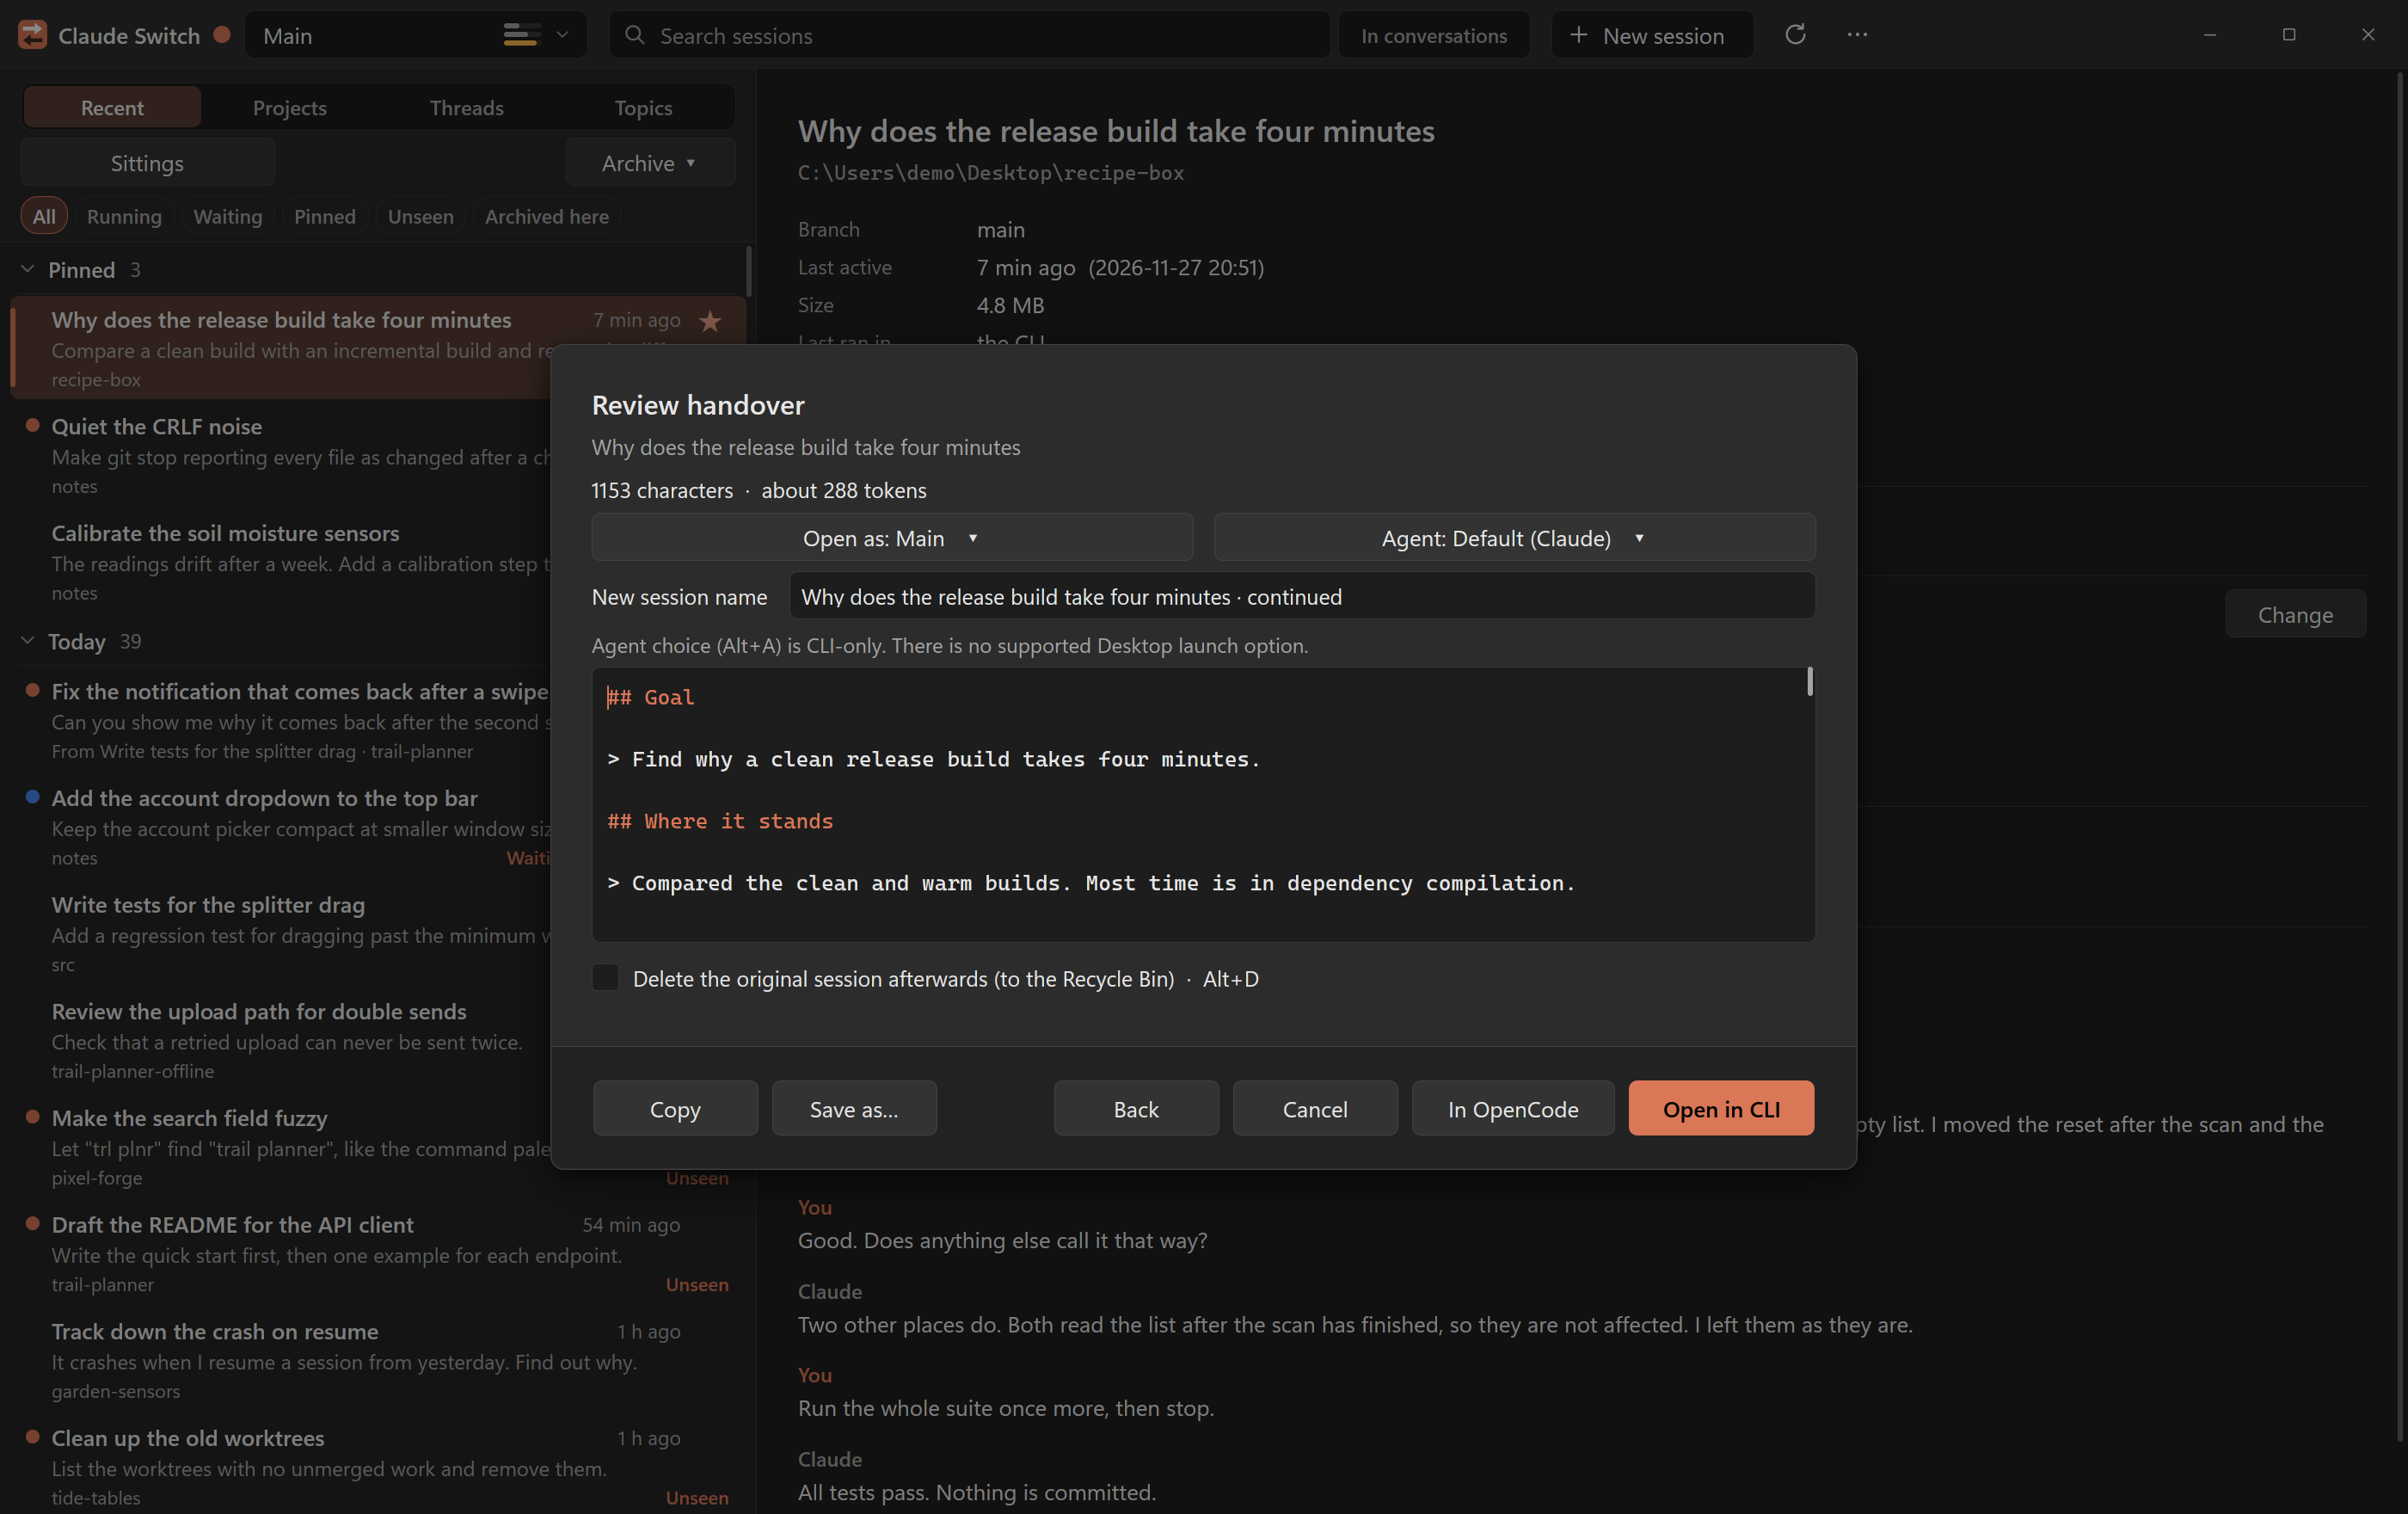 Claude Switch
Main
Search sessions
In conversations
New session
Recent
Projects
Threads
Topics
Sittings
Archive
All
Running
Waiting
Pinned
Unseen
Archived here
Pinned 3
Why does the release build take four minutes
7 min ago
Compare a clean build with an incremental build and
recipe-box
Quiet the CRLF noise
Make git stop reporting every file as changed after a
notes
Calibrate the soil moisture sensors
The readings drift after a week. Add a calibration step
notes
Today 39
Fix the notification that comes back after a swipe
Can you show me why it comes back after the second
From Write tests for the splitter drag · trail-planner
Add the account dropdown to the top bar
Keep the account picker compact at smaller window
notes
Write tests for the splitter drag
Add a regression test for dragging past the minimum
src
Review the upload path for double sends
Check that a retried upload can never be sent twice.
trail-planner-offline
Make the search field fuzzy
Let "trl plnr" find "trail planner", like the command
pixel-forge
Unseen
Draft the README for the API client
54 min ago
Write the quick start first, then one example for each endpoint.
trail-planner
Unseen
Track down the crash on resume
1 h ago
It crashes when I resume a session from yesterday. Find out why.
garden-sensors
Clean up the old worktrees
1 h ago
List the worktrees with no unmerged work and remove them.
tide-tables
Unseen
Why does the release build take four minutes
C:\Users\demo\Desktop\recipe-box
Branch main
Last active 7 min ago (2026-11-27 20:51)
Size 4.8 MB
Last ran in the CLI
Change
Review handover
Why does the release build take four minutes
1153 characters · about 288 tokens
Open as: Main
Agent: Default (Claude)
New session name
Why does the release build take four minutes · continued
Agent choice (Alt+A) is CLI-only. There is no supported Desktop launch option.
## Goal
> Find why a clean release build takes four minutes.
## Where it stands
> Compared the clean and warm builds. Most time is in dependency compilation.
Delete the original session afterwards (to the Recycle Bin) · Alt+D
Copy
Save as...
Back
Cancel
In OpenCode
Open in CLI
list. I moved the reset after the scan and the
You
Good. Does anything else call it that way?
Claude
Two other places do. Both read the list after the scan has finished, so they are not affected. I left them as they are.
You
Run the whole suite once more, then stop.
Claude
All tests pass. Nothing is committed.